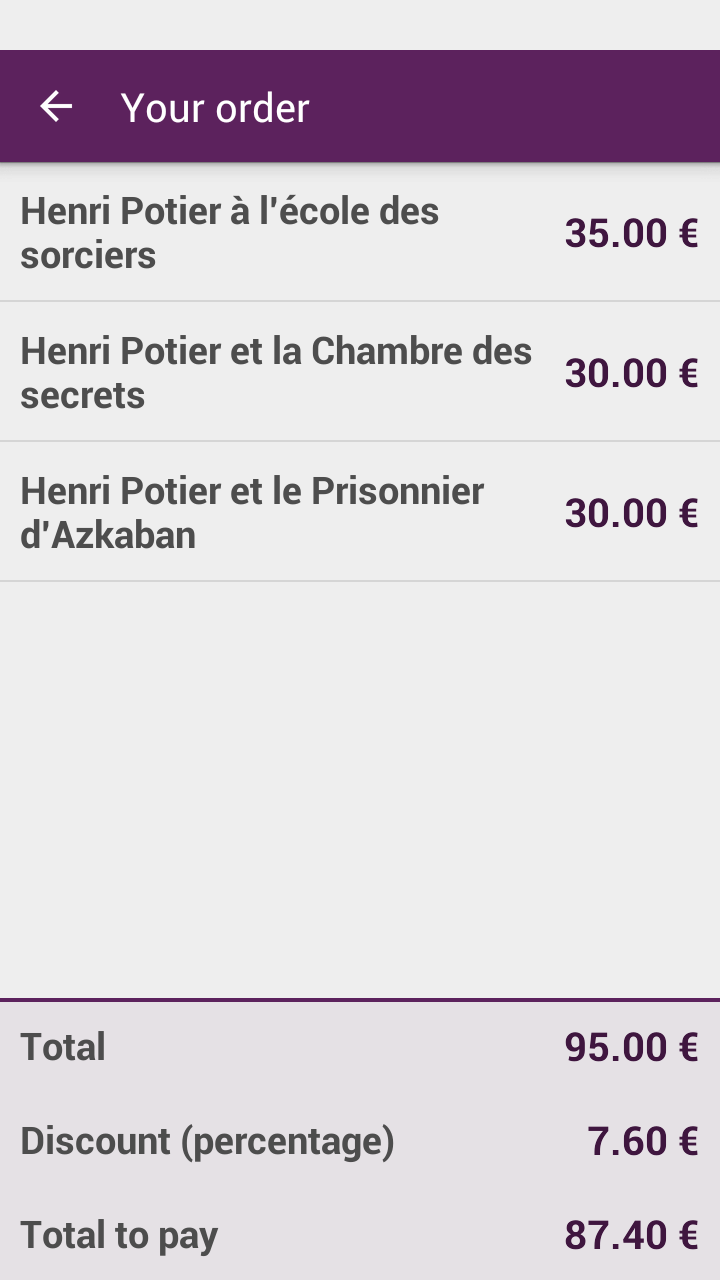 Your order
Henri Potier à l'école des
sorciers
35.00 €
Henri Potier et la Chambre des
secrets
30.00 €
Henri Potier et le Prisonnier
d'Azkaban
30.00 €
Total 95.00 €
Discount (percentage) 7.60 €
Total to pay 87.40 €